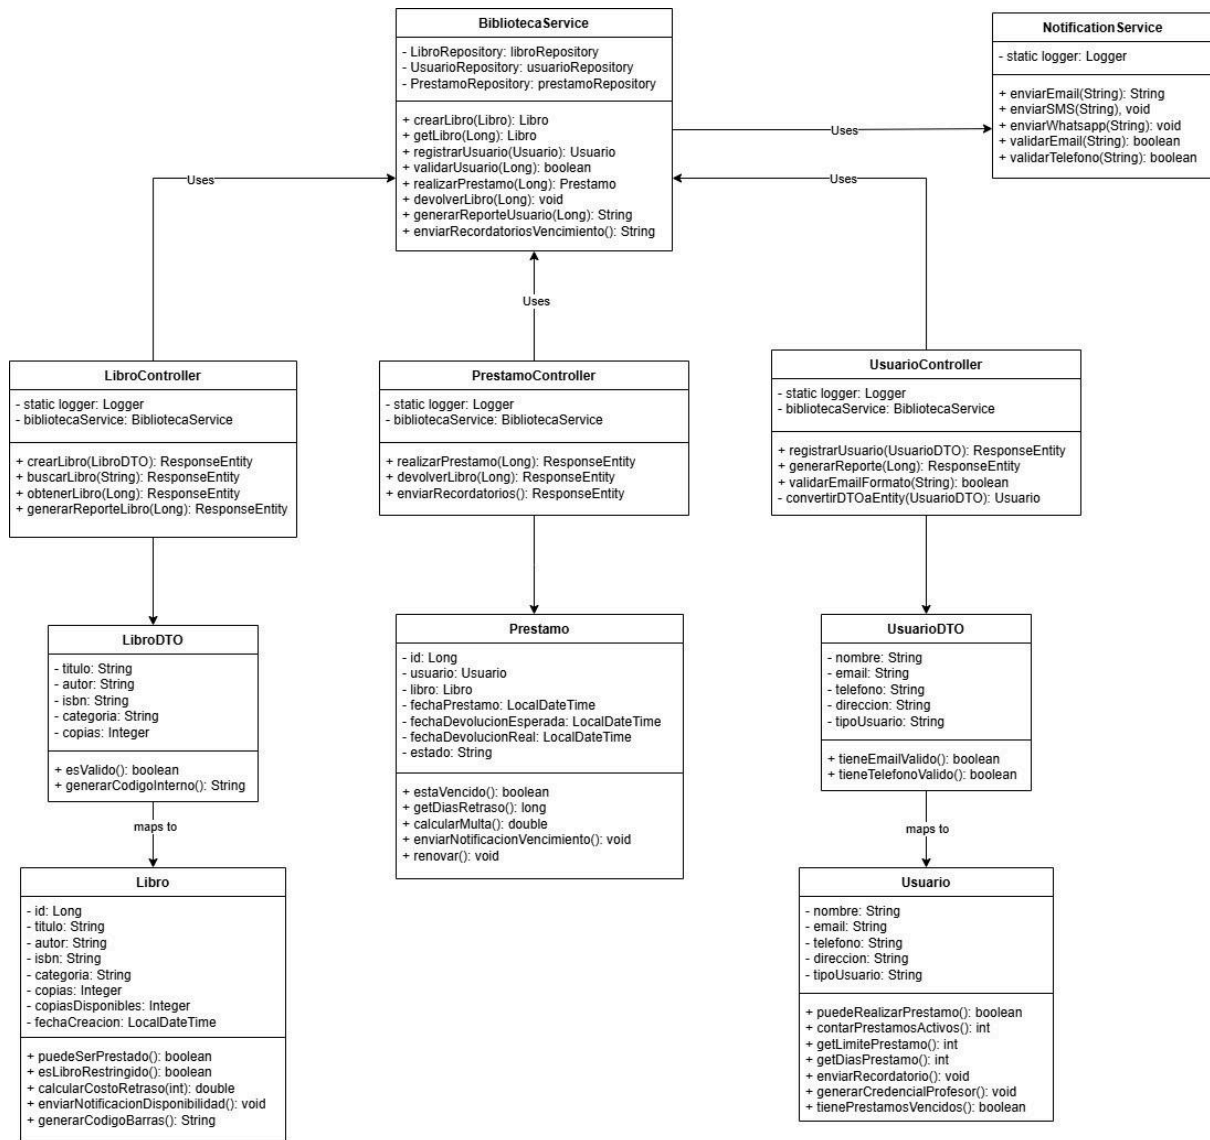 BibliotecaService
- LibroRepository: libroRepository
- UsuarioRepository: usuarioRepository
- PrestamoRepository: prestamoRepository
+ crearLibro(Libro): Libro
+ getLibro(Long): Libro
+ registrarUsuario(Usuario): Usuario
+ validarUsuario(Long): boolean
+ realizarPrestamo(Long): Prestamo
+ devolverLibro(Long): void
+ generarReporteUsuario(Long): String
+ enviarRecordatoriosVencimiento(): String
NotificationService
- static logger: Logger
+ enviarEmail(String): String
+ enviarSMS(String), void
+ enviarWhatsapp(String): void
+ validarEmail(String): boolean
+ validarTelefono(String): boolean
Uses
Uses
Uses
Uses
LibroController
- static logger: Logger
- bibliotecaService: BibliotecaService
+ crearLibro(LibroDTO): ResponseEntity
+ buscarLibro(String): ResponseEntity
+ obtenerLibro(Long): ResponseEntity
+ generarReporteLibro(Long): ResponseEntity
PrestamoController
- static logger: Logger
- bibliotecaService: BibliotecaService
+ realizarPrestamo(Long): ResponseEntity
+ devolverLibro(Long): ResponseEntity
+ enviarRecordatorios(): ResponseEntity
UsuarioController
- static logger: Logger
- bibliotecaService: BibliotecaService
+ registrarUsuario(UsuarioDTO): ResponseEntity
+ generarReporte(Long): ResponseEntity
+ validarEmailFormato(String): boolean
- convertirDTOaEntity(UsuarioDTO): Usuario
LibroDTO
- titulo: String
- autor: String
- isbn: String
- categoria: String
- copias: Integer
+ esValido(): boolean
+ generarCodigoInterno(): String
Prestamo
- id: Long
- usuario: Usuario
- libro: Libro
- fechaPrestamo: LocalDateTime
- fechaDevolucionEsperada: LocalDateTime
- fechaDevolucionReal: LocalDateTime
- estado: String
+ estaVencido(): boolean
+ getDiasRetraso(): long
+ calcularMulta(): double
+ enviarNotificacionVencimiento(): void
+ renovar(): void
UsuarioDTO
- nombre: String
- email: String
- telefono: String
- direccion: String
- tipoUsuario: String
+ tieneEmailValido(): boolean
+ tieneTelefonoValido(): boolean
maps to
maps to
Libro
- id: Long
- titulo: String
- autor: String
- isbn: String
- categoria: String
- copias: Integer
- copiasDisponibles: Integer
- fechaCreacion: LocalDateTime
+ puedeSerPrestado(): boolean
+ esLibroRestringido(): boolean
+ calcularCostoRetraso(int): double
+ enviarNotificacionDisponibilidad(): void
+ generarCodigoBarras(): String
Usuario
- nombre: String
- email: String
- telefono: String
- direccion: String
- tipoUsuario: String
+ puedeRealizarPrestamo(): boolean
+ contarPrestamosActivos(): int
+ getLimitePrestamo(): int
+ getDiasPrestamo(): int
+ enviarRecordatorio(): void
+ generarCredencialProfesor(): void
+ tienePrestamosVencidos(): boolean